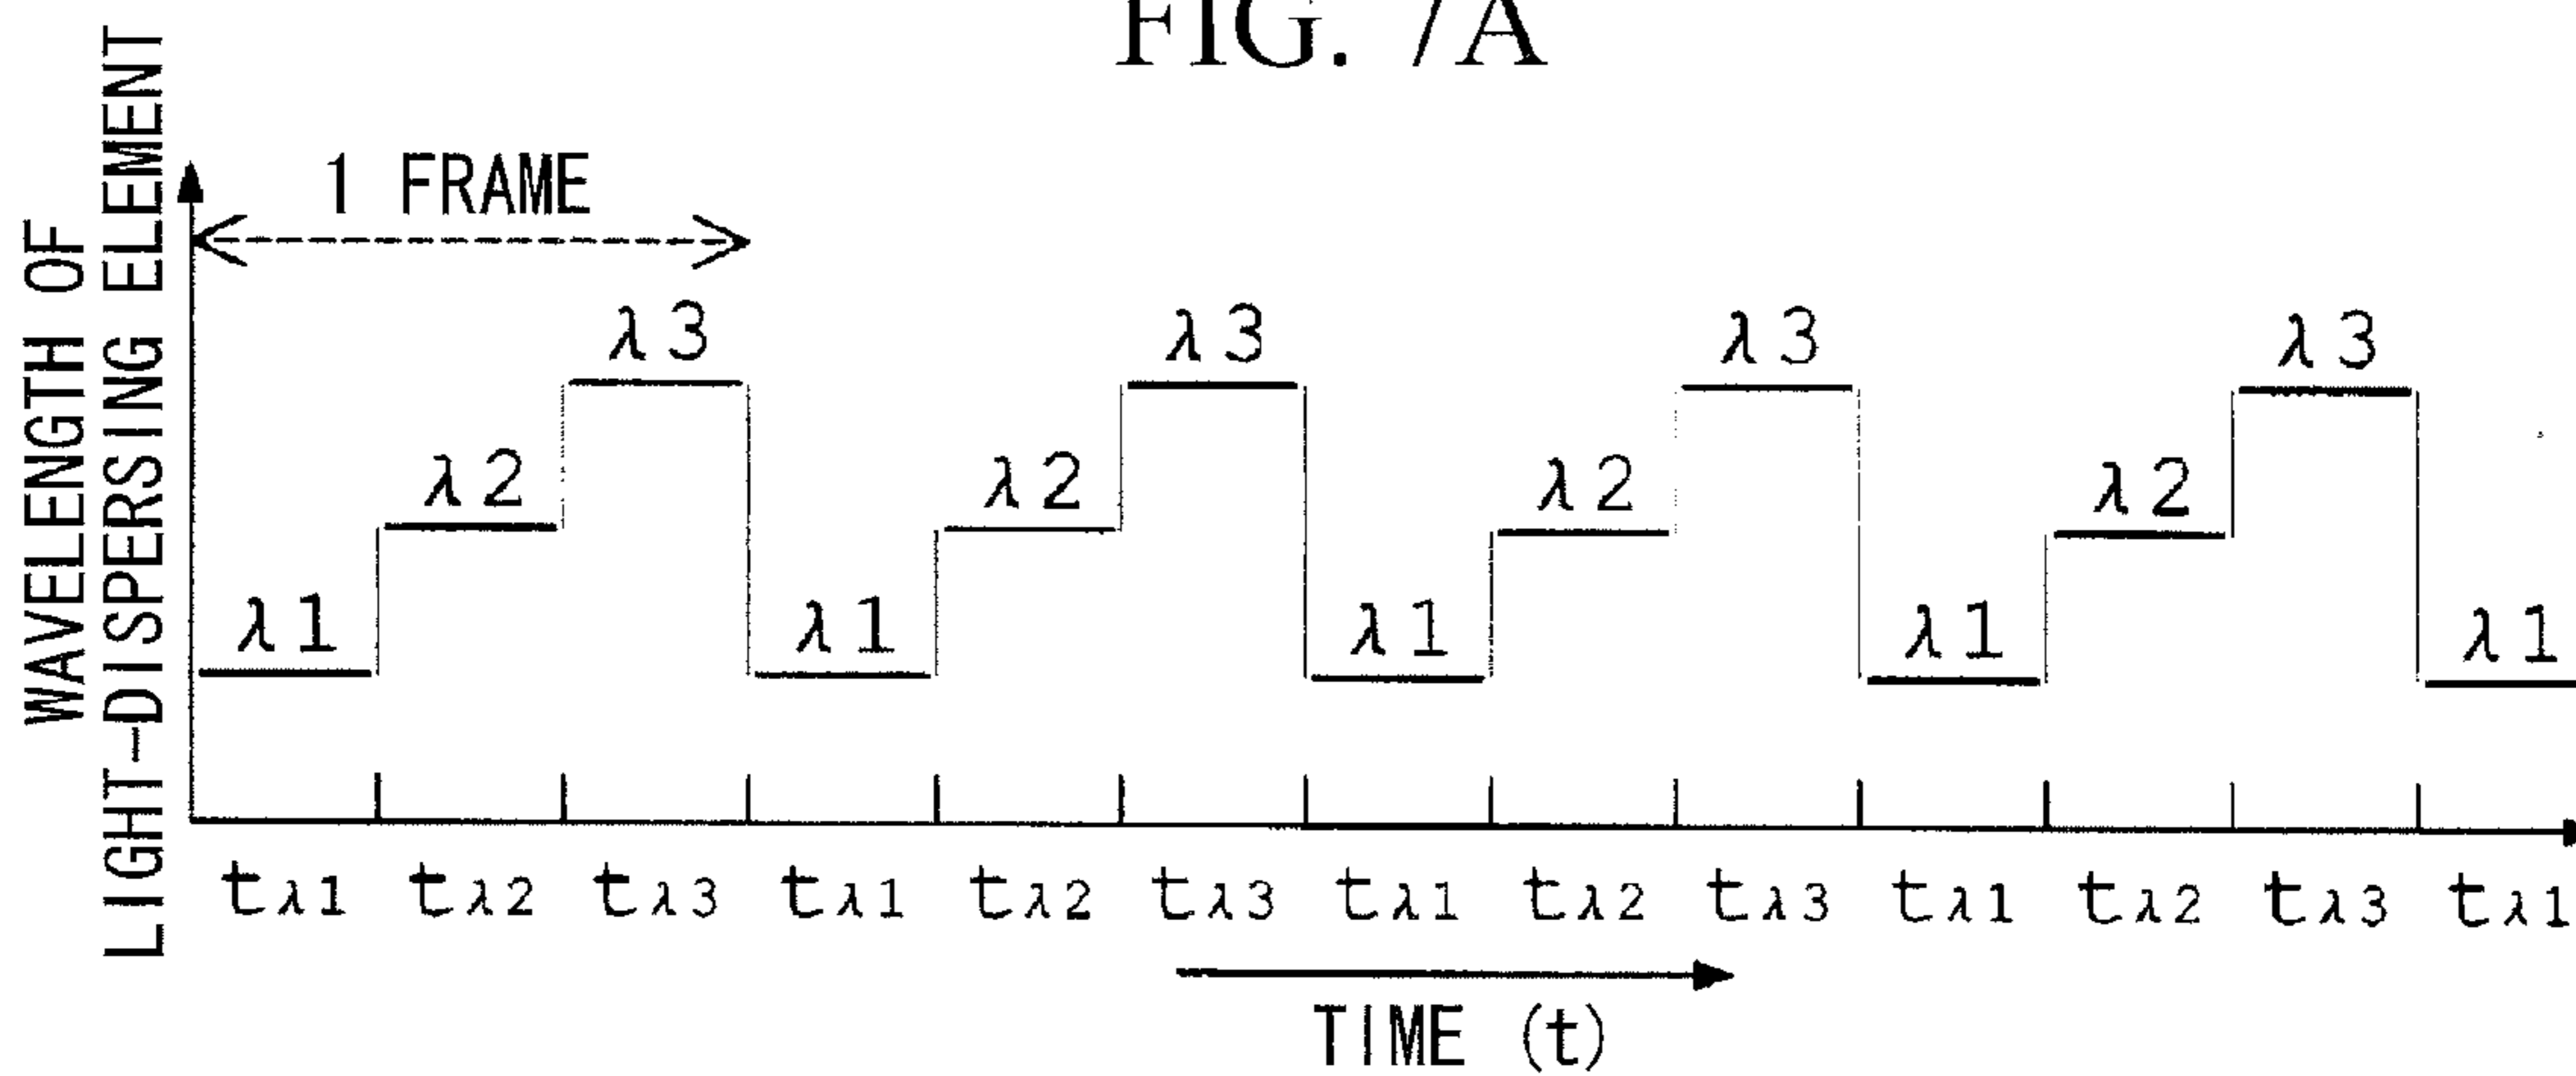 FIG. 7A
WAVELENGTH OF
LIGHT-DISPERSING ELEMENT
1 FRAME
λ3 λ3 λ3 λ3
λ2 λ2 λ2 λ2
λ1 λ1 λ1 λ1 λ1
tλ1 tλ2 tλ3 tλ1 tλ2 tλ3 tλ1 tλ2 tλ3 tλ1 tλ2 tλ3 tλ1
TIME (t)